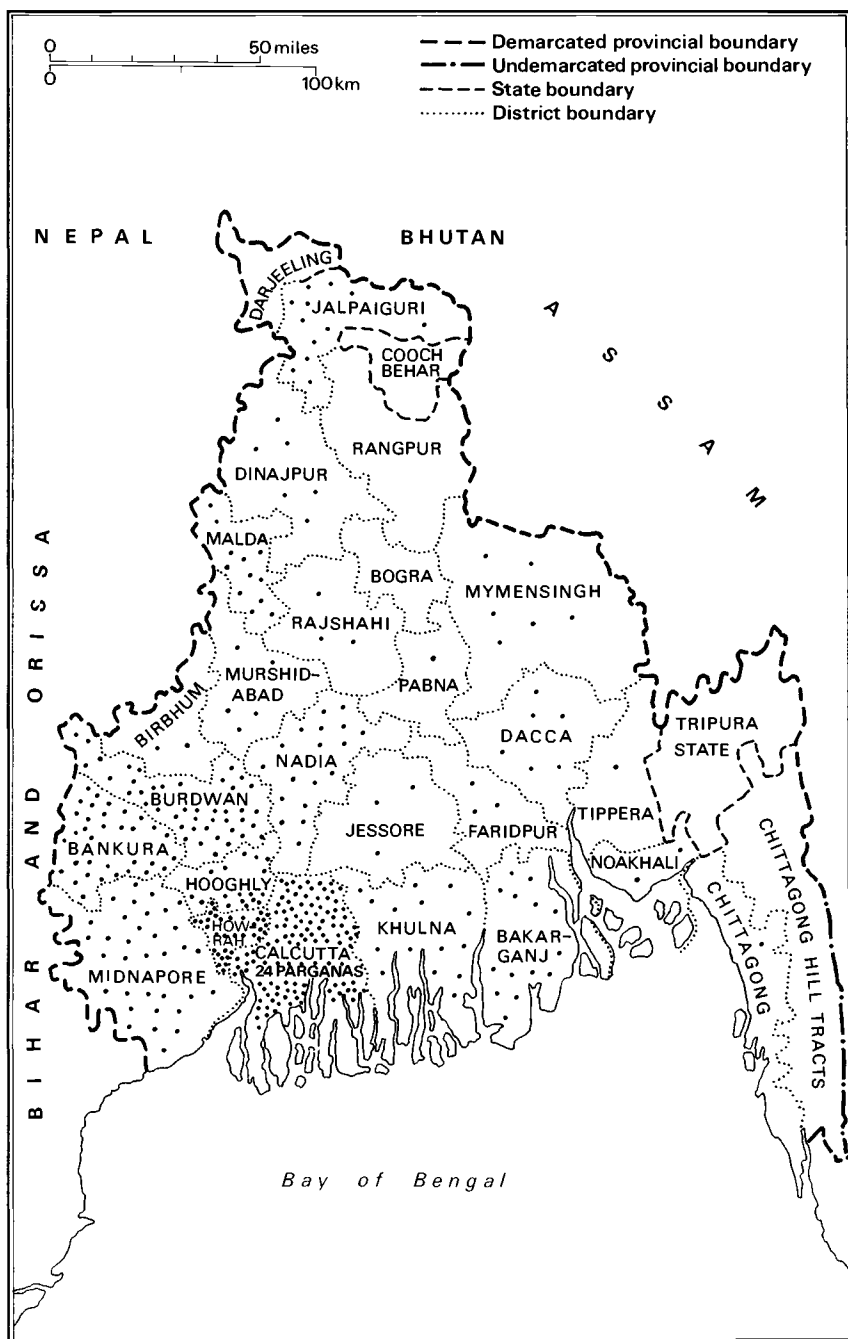 0 50 miles
0 100 km
Demarcated provincial boundary
Undemarcated provincial boundary
State boundary
District boundary
NEPAL
BHUTAN
ASSAM
BIHAR AND ORISSA
DARJEELING
JALPAIGURI
COOCH
BEHAR
RANGPUR
DINAJPUR
MALDA
BOGRA
MYMENSINGH
RAJSHAHI
MURSHID-
ABAD
PABNA
BIRBHUM
DACCA
TRIPURA
STATE
NADIA
BURDWAN
JESSORE
FARIDPUR
TIPPERA
BANKURA
NOAKHALI
HOOGHLY
HOW-
RAH
KHULNA
BAKAR-
GANJ
CALCUTTA
24 PARGANAS
MIDNAPORE
CHITTAGONG
CHITTAGONG HILL TRACTS
Bay of Bengal